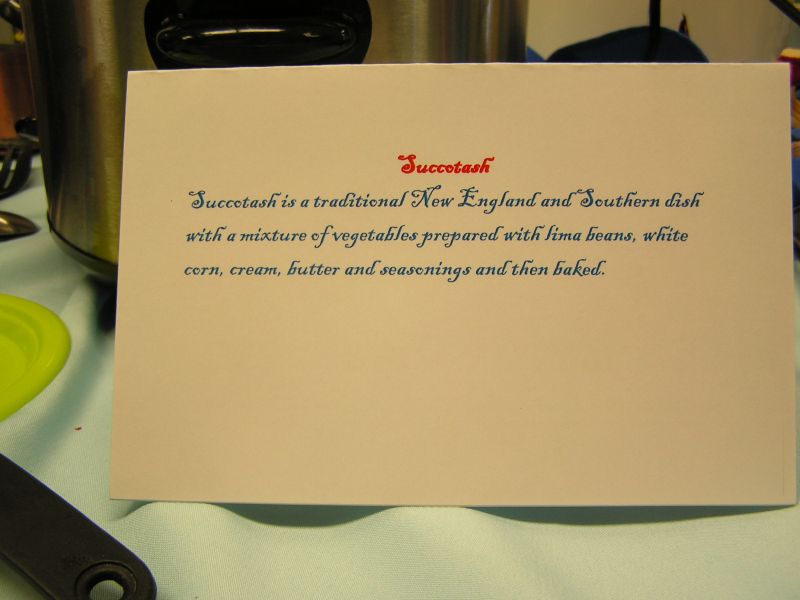 Succotash
Succotash is a traditional New England and Southern dish
with a mixture of vegetables prepared with lima beans, white
corn, cream, butter and seasonings and then baked.